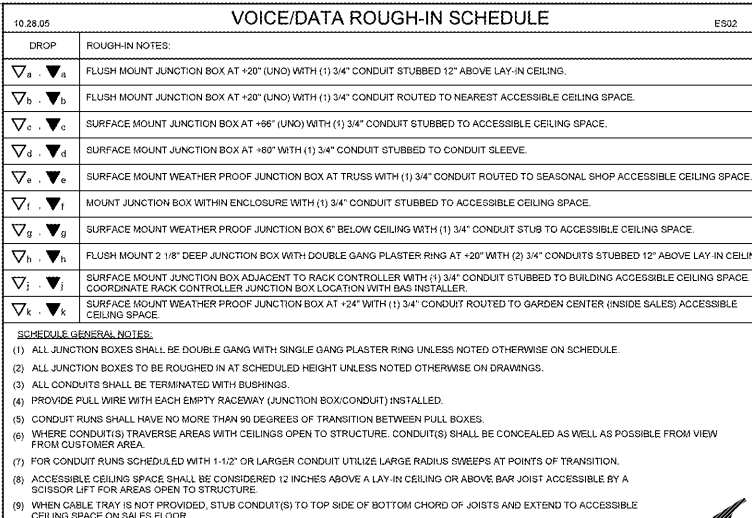 10.28.05
VOICE/DATA ROUGH-IN SCHEDULE
ES02
DROP
ROUGH-IN NOTES:
a , a
FLUSH MOUNT JUNCTION BOX AT +20" (UNO) WITH (1) 3/4" CONDUIT STUBBED 12" ABOVE LAY-IN CEILING.
b , b
FLUSH MOUNT JUNCTION BOX AT +20" (UNO) WITH (1) 3/4" CONDUIT ROUTED TO NEAREST ACCESSIBLE CEILING SPACE.
c , c
SURFACE MOUNT JUNCTION BOX AT +66" (UNO) WITH (1) 3/4" CONDUIT STUBBED TO ACCESSIBLE CEILING SPACE.
d , d
SURFACE MOUNT JUNCTION BOX AT WITH (1) 3/4" CONDUIT STUBBED TO CONDUIT SLEEVE.
e , e
SURFACE MOUNT WEATHER PROOF JUNCTION BOX AT TRUSS WITH (1) 3/4" CONDUIT ROUTED TO SEASONAL SHOP ACCESSIBLE CEILING SPACE.
f , f
MOUNT JUNCTION BOX WITHIN ENCLOSURE WITH (1) 3/4" CONDUIT STUBBED TO ACCESSIBLE CEILING SPACE.
g , g
SURFACE MOUNT WEATHER PROOF JUNCTION BOX 6" BELOW CEILING WITH (1) 3/4" CONDUIT STUB TO ACCESSIBLE CEILING SPACE.
h , h
FLUSH MOUNT 2 1/8" DEEP JUNCTION BOX WITH DOUBLE GANG PLASTER RING AT +20" WITH (2) 3/4" CONDUITS STUBBED 12" ABOVE LAY-IN CEILIN
j , j
SURFACE MOUNT JUNCTION BOX ADJACENT TO RACK CONTROLLER WITH (1) 3/4" CONDUIT STUBBED TO BUILDING ACCESSIBLE CEILING SPACE.
COORDINATE RACK CONTROLLER JUNCTION BOX LOCATION WITH BAS INSTALLER.
k , k
SURFACE MOUNT WEATHER PROOF JUNCTION BOX AT +24" WITH (1) 3/4" CONDUIT ROUTED TO GARDEN CENTER (INSIDE SALES) ACCESSIBLE
CEILING SPACE.
SCHEDULE GENERAL NOTES:
(1) ALL JUNCTION BOXES SHALL BE DOUBLE GANG WITH SINGLE GANG PLASTER RING UNLESS NOTED OTHERWISE ON SCHEDULE.
(2) ALL JUNCTION BOXES TO BE ROUGHED IN AT SCHEDULED HEIGHT UNLESS NOTED OTHERWISE ON DRAWINGS.
(3) ALL CONDUITS SHALL BE TERMINATED WITH BUSHINGS.
(4) PROVIDE PULL WIRE WITH EACH EMPTY RACEWAY (JUNCTION BOX/CONDUIT) INSTALLED.
(5) CONDUIT RUNS SHALL HAVE NO MORE THAN 90 DEGREES OF TRANSITION BETWEEN PULL BOXES.
(6) WHERE CONDUIT(S) TRAVERSE AREAS WITH CEILINGS OPEN TO STRUCTURE. CONDUIT(S) SHALL BE CONCEALED AS WELL AS POSSIBLE FROM VIEW
FROM CUSTOMER AREA.
(7) FOR CONDUIT RUNS SCHEDULED WITH 1-1/2" OR LARGER CONDUIT UTILIZE LARGE RADIUS SWEEPS AT POINTS OF TRANSITION.
(8) ACCESSIBLE CEILING SPACE SHALL BE CONSIDERED 12 INCHES ABOVE A LAY-IN CEILING OR ABOVE BAR JOIST ACCESSIBLE BY A
SCISSOR LIFT FOR AREAS OPEN TO STRUCTURE.
(9) WHEN CABLE TRAY IS NOT PROVIDED, STUB CONDUIT(S) TO TOP SIDE OF BOTTOM CHORD OF JOISTS AND EXTEND TO ACCESSIBLE
CEILING SPACE ON SALES FLOOR